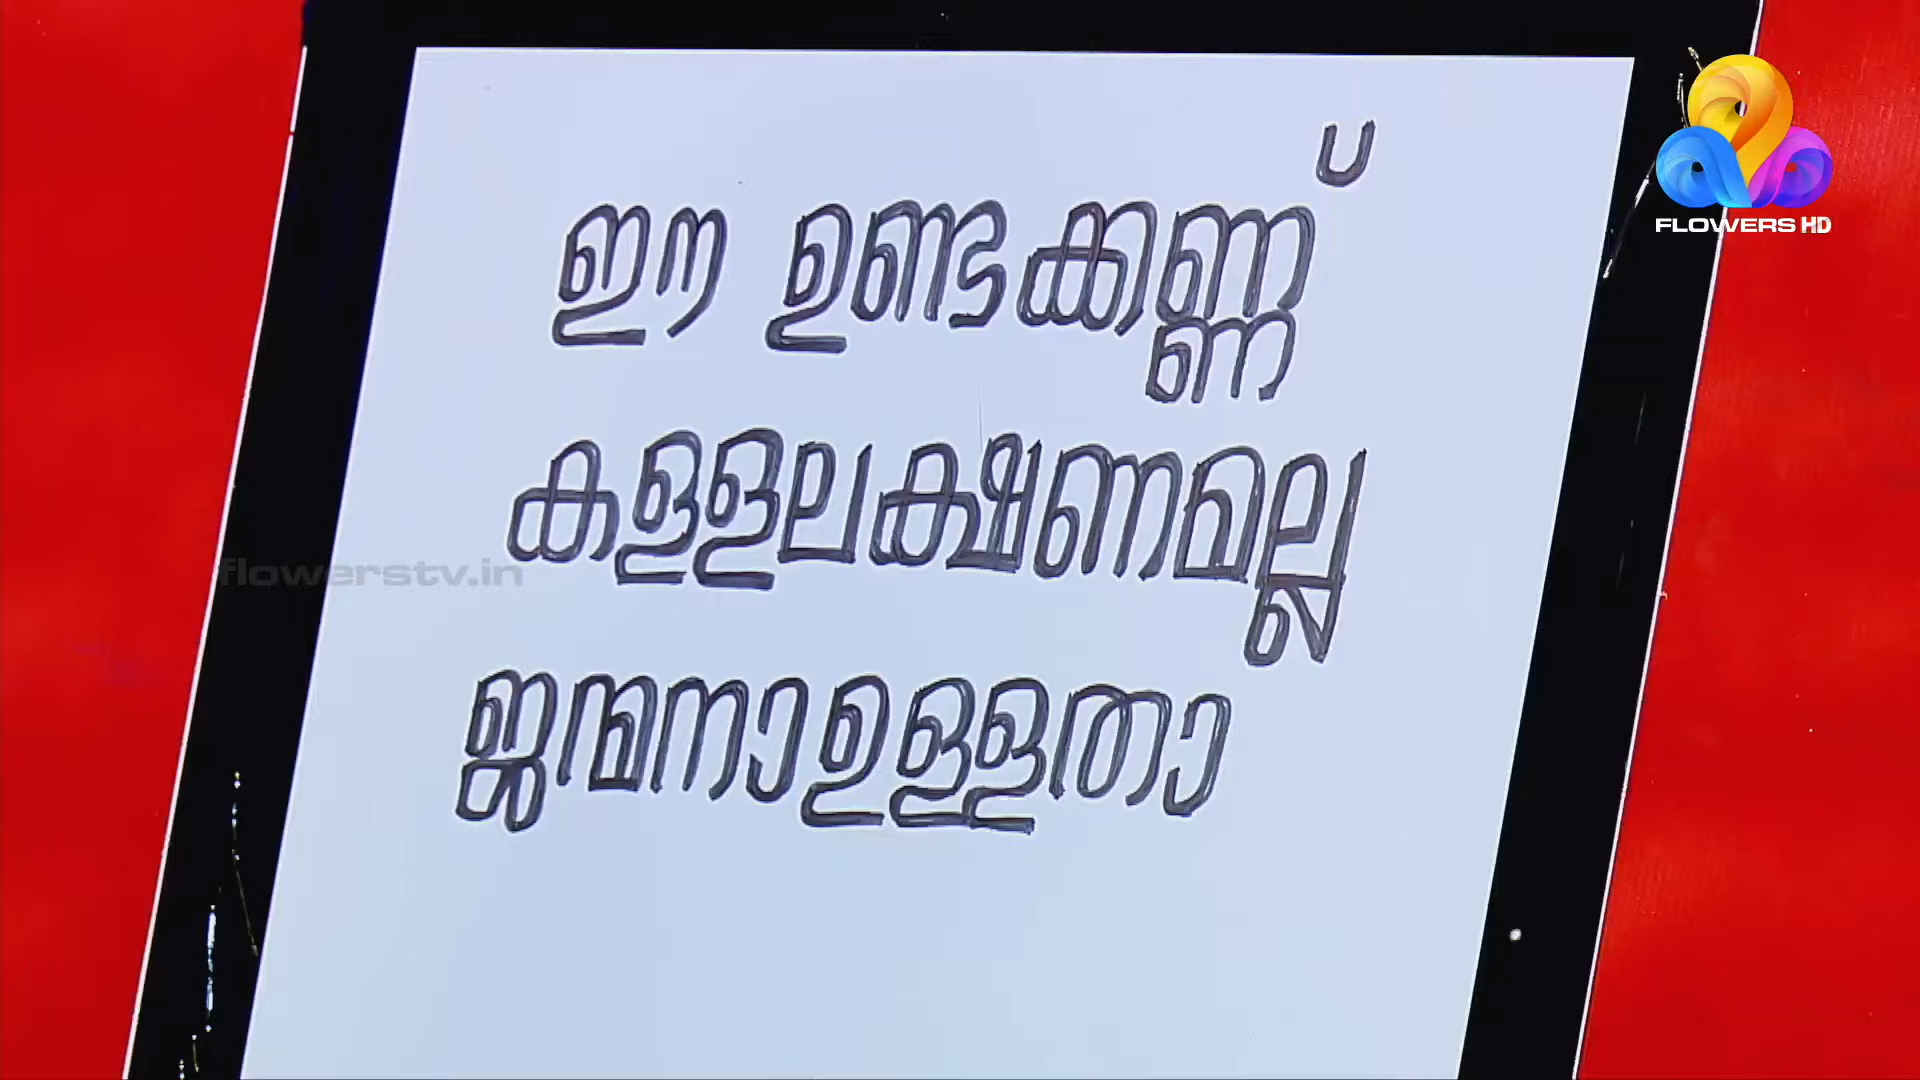 FLOWERS HD
ഈ ഉണ്ടക്കണ്ണ്
കള്ളലക്ഷണമല്ല
flowerstv.in
ജന്മനാഉള്ളതാ